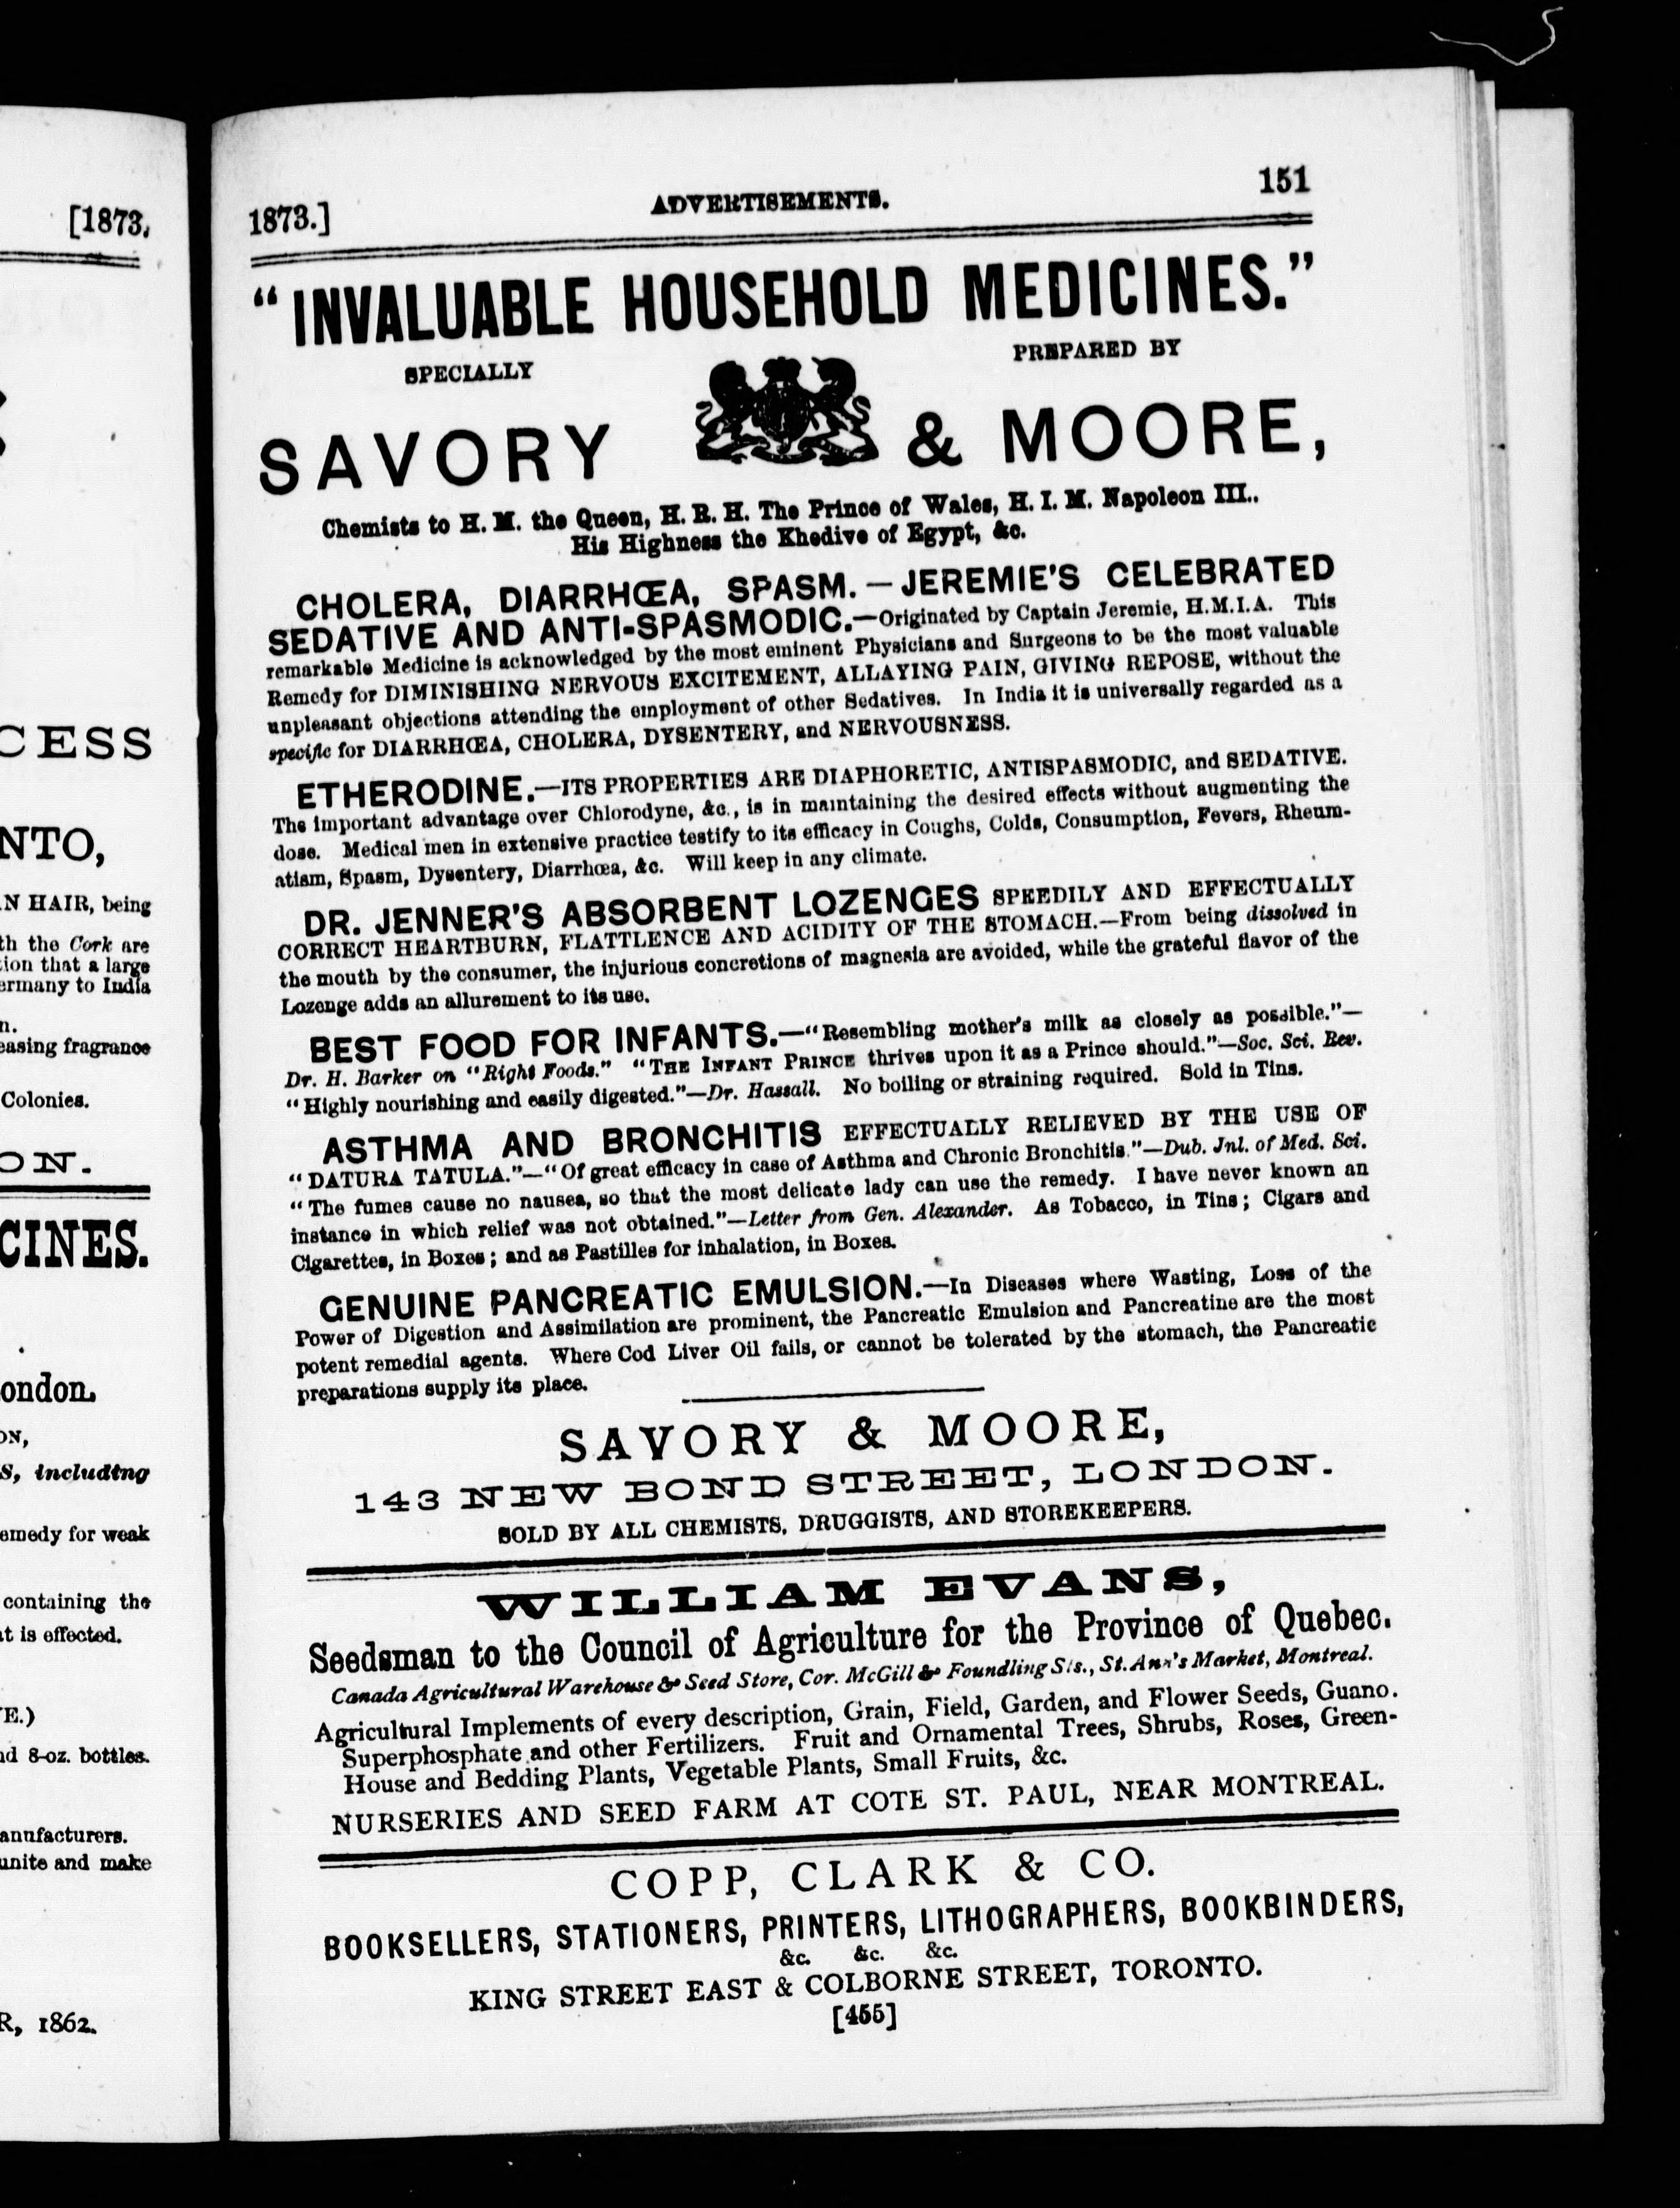 [1873,
CESS
NTO,
N HAIR, being
th the Cork are
tion that a large
ermany to India
n.
easing fragrance
Colonies.
ON.
CINES.
ondon.
ON,
S, including
emedy for weak
containing the
at is effected.
E.)
nd 8-oz. bottles.
anufacturers.
unite and make
R, 1862.
1873.] ADVERTISEMENTS. 151
"INVALUABLE HOUSEHOLD MEDICINES."
SPECIALLY PREPARED BY
SAVORY & MOORE,
Chemists to H. M. the Queen, H. R. H. The Prince of Wales, H. I. M. Napoleon III..
His Highness the Khedive of Egypt, &c.
CHOLERA, DIARRHŒA, SPASM. — JEREMIE'S CELEBRATED
SEDATIVE AND ANTI-SPASMODIC.—Originated by Captain Jeremie, H.M.I.A. This
remarkable Medicine is acknowledged by the most eminent Physicians and Surgeons to be the most valuable
Remedy for DIMINISHING NERVOUS EXCITEMENT, ALLAYING PAIN, GIVING REPOSE, without the
unpleasant objections attending the employment of other Sedatives. In India it is universally regarded as a
specific for DIARRHŒA, CHOLERA, DYSENTERY, and NERVOUSNESS.
ETHERODINE.—ITS PROPERTIES ARE DIAPHORETIC, ANTISPASMODIC, and SEDATIVE.
The important advantage over Chlorodyne, &c., is in maintaining the desired effects without augmenting the
dose. Medical men in extensive practice testify to its efficacy in Coughs, Colds, Consumption, Fevers, Rheum-
atism, Spasm, Dysentery, Diarrhœa, &c. Will keep in any climate.
DR. JENNER'S ABSORBENT LOZENGES SPEEDILY AND EFFECTUALLY
CORRECT HEARTBURN, FLATTLENCE AND ACIDITY OF THE STOMACH.—From being dissolved in
the mouth by the consumer, the injurious concretions of magnesia are avoided, while the grateful flavor of the
Lozenge adds an allurement to its use.
BEST FOOD FOR INFANTS.—"Resembling mother's milk as closely as possible."—
Dr. H. Barker on "Right Foods." "THE INFANT PRINCE thrives upon it as a Prince should."—Soc. Sci. Rev.
"Highly nourishing and easily digested."—Dr. Hassall. No boiling or straining required. Sold in Tins.
ASTHMA AND BRONCHITIS EFFECTUALLY RELIEVED BY THE USE OF
"DATURA TATULA."—"Of great efficacy in case of Asthma and Chronic Bronchitis."—Dub. Jnl. of Med. Sci.
"The fumes cause no nausea, so that the most delicate lady can use the remedy. I have never known an
instance in which relief was not obtained."—Letter from Gen. Alexander. As Tobacco, in Tins; Cigars and
Cigarettes, in Boxes; and as Pastilles for inhalation, in Boxes.
GENUINE PANCREATIC EMULSION.—In Diseases where Wasting, Loss of the
Power of Digestion and Assimilation are prominent, the Pancreatic Emulsion and Pancreatine are the most
potent remedial agents. Where Cod Liver Oil fails, or cannot be tolerated by the stomach, the Pancreatic
preparations supply its place.
SAVORY & MOORE,
143 NEW BOND STREET, LONDON.
SOLD BY ALL CHEMISTS, DRUGGISTS, AND STOREKEEPERS.
WILLIAM EVANS,
Seedsman to the Council of Agriculture for the Province of Quebec.
Canada Agricultural Warehouse & Seed Store, Cor. McGill & Foundling Sts., St. Ann's Market, Montreal.
Agricultural Implements of every description, Grain, Field, Garden, and Flower Seeds, Guano.
Superphosphate and other Fertilizers. Fruit and Ornamental Trees, Shrubs, Roses, Green-
House and Bedding Plants, Vegetable Plants, Small Fruits, &c.
NURSERIES AND SEED FARM AT COTE ST. PAUL, NEAR MONTREAL.
COPP, CLARK & CO.
BOOKSELLERS, STATIONERS, PRINTERS, LITHOGRAPHERS, BOOKBINDERS,
&c. &c. &c.
KING STREET EAST & COLBORNE STREET, TORONTO.
[455]